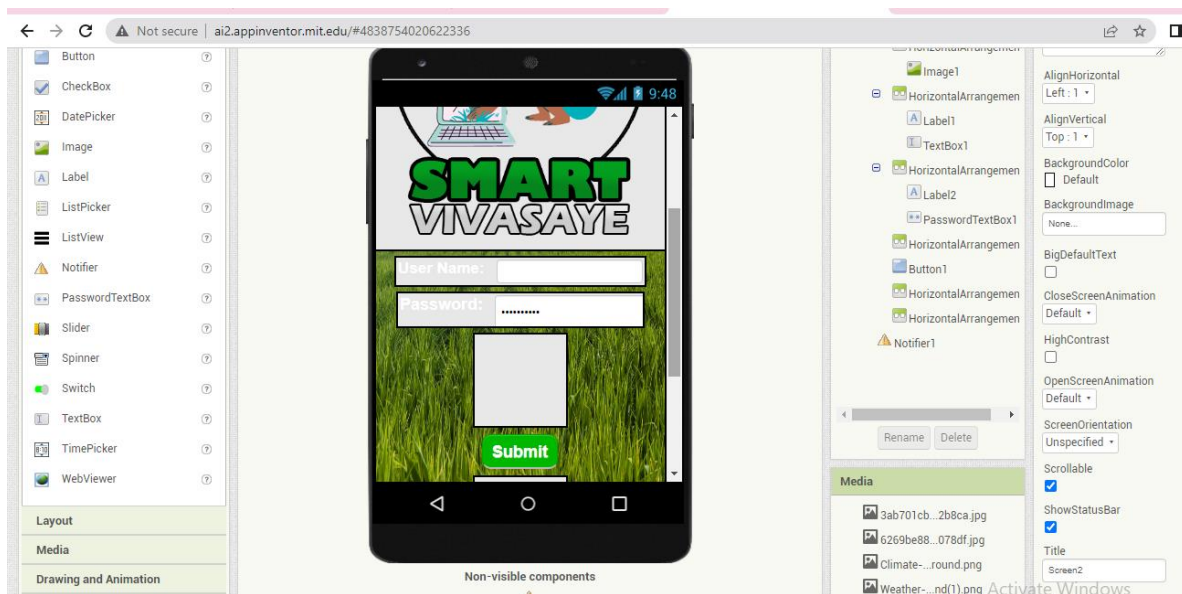 Not secure | ai2.appinventor.mit.edu/#4838754020622336
Button
CheckBox
DatePicker
Image
Label
ListPicker
ListView
Notifier
PasswordTextBox
Slider
Spinner
Switch
TextBox
TimePicker
WebViewer
Layout
Media
Drawing and Animation
9:48
SMART
VIVASAYE
User Name:
Password:
Submit
Non-visible components
HorizontalArrangemen
Image1
HorizontalArrangemen
Label1
TextBox1
HorizontalArrangemen
Label2
PasswordTextBox1
HorizontalArrangemen
Button1
HorizontalArrangemen
HorizontalArrangemen
Notifier1
Rename Delete
Media
3ab701cb...2b8ca.jpg
6269be88...078df.jpg
Climate-...round.png
Weather-...nd(1).png
AlignHorizontal
Left : 1
AlignVertical
Top : 1
BackgroundColor
Default
BackgroundImage
None...
BigDefaultText
CloseScreenAnimation
Default
HighContrast
OpenScreenAnimation
Default
ScreenOrientation
Unspecified
Scrollable
ShowStatusBar
Title
Screen2
Activate Windows